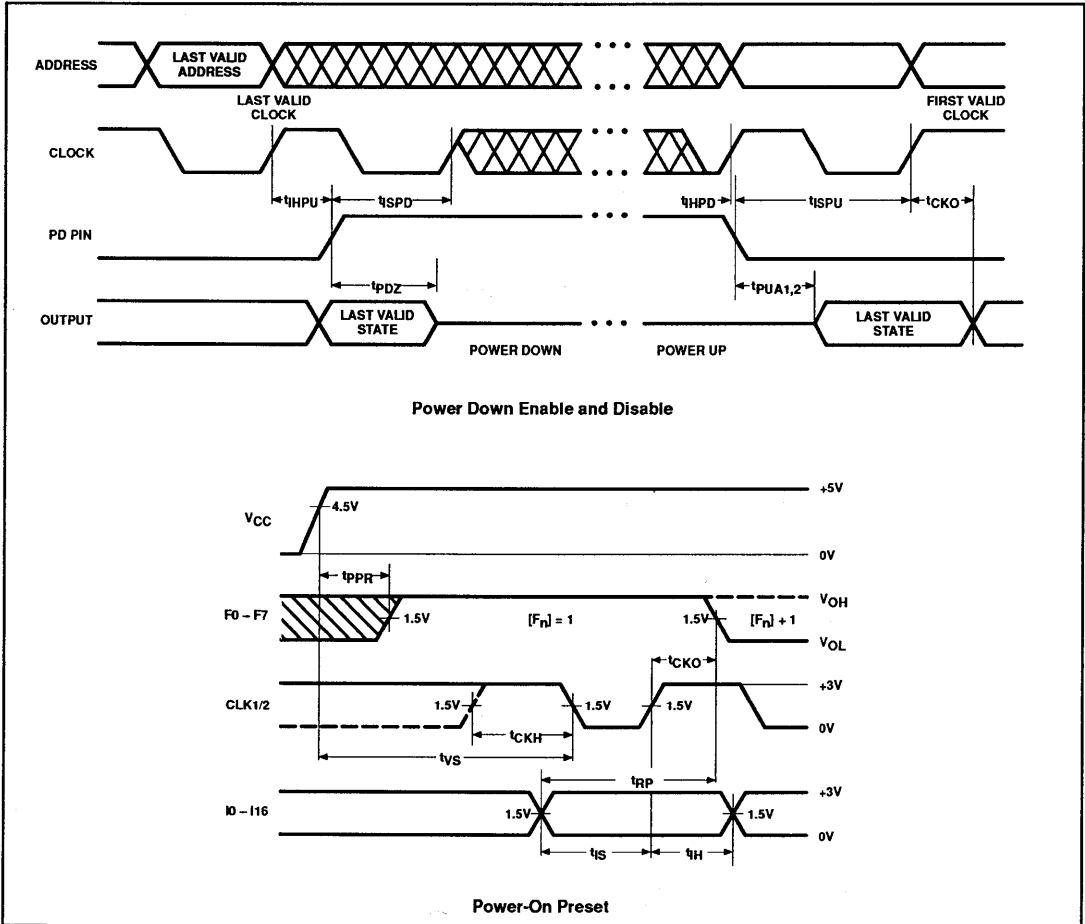 ADDRESS
LAST VALID
ADDRESS
LAST VALID
CLOCK
FIRST VALID
CLOCK
CLOCK
tIHPU
tISPD
tIHPD
tISPU
tCKO
PD PIN
tPDZ
tPUA1,2
OUTPUT
LAST VALID
STATE
LAST VALID
STATE
POWER DOWN
POWER UP
Power Down Enable and Disable
+5V
4.5V
VCC
0V
tPPR
VOH
F0 – F7
1.5V
[Fn] = 1
1.5V
[Fn] + 1
VOL
tCKO
+3V
CLK1/2
1.5V
1.5V
1.5V
0V
tCKH
tVS
tRP
+3V
I0 – I16
1.5V
1.5V
0V
tIS
tIH
Power-On Preset